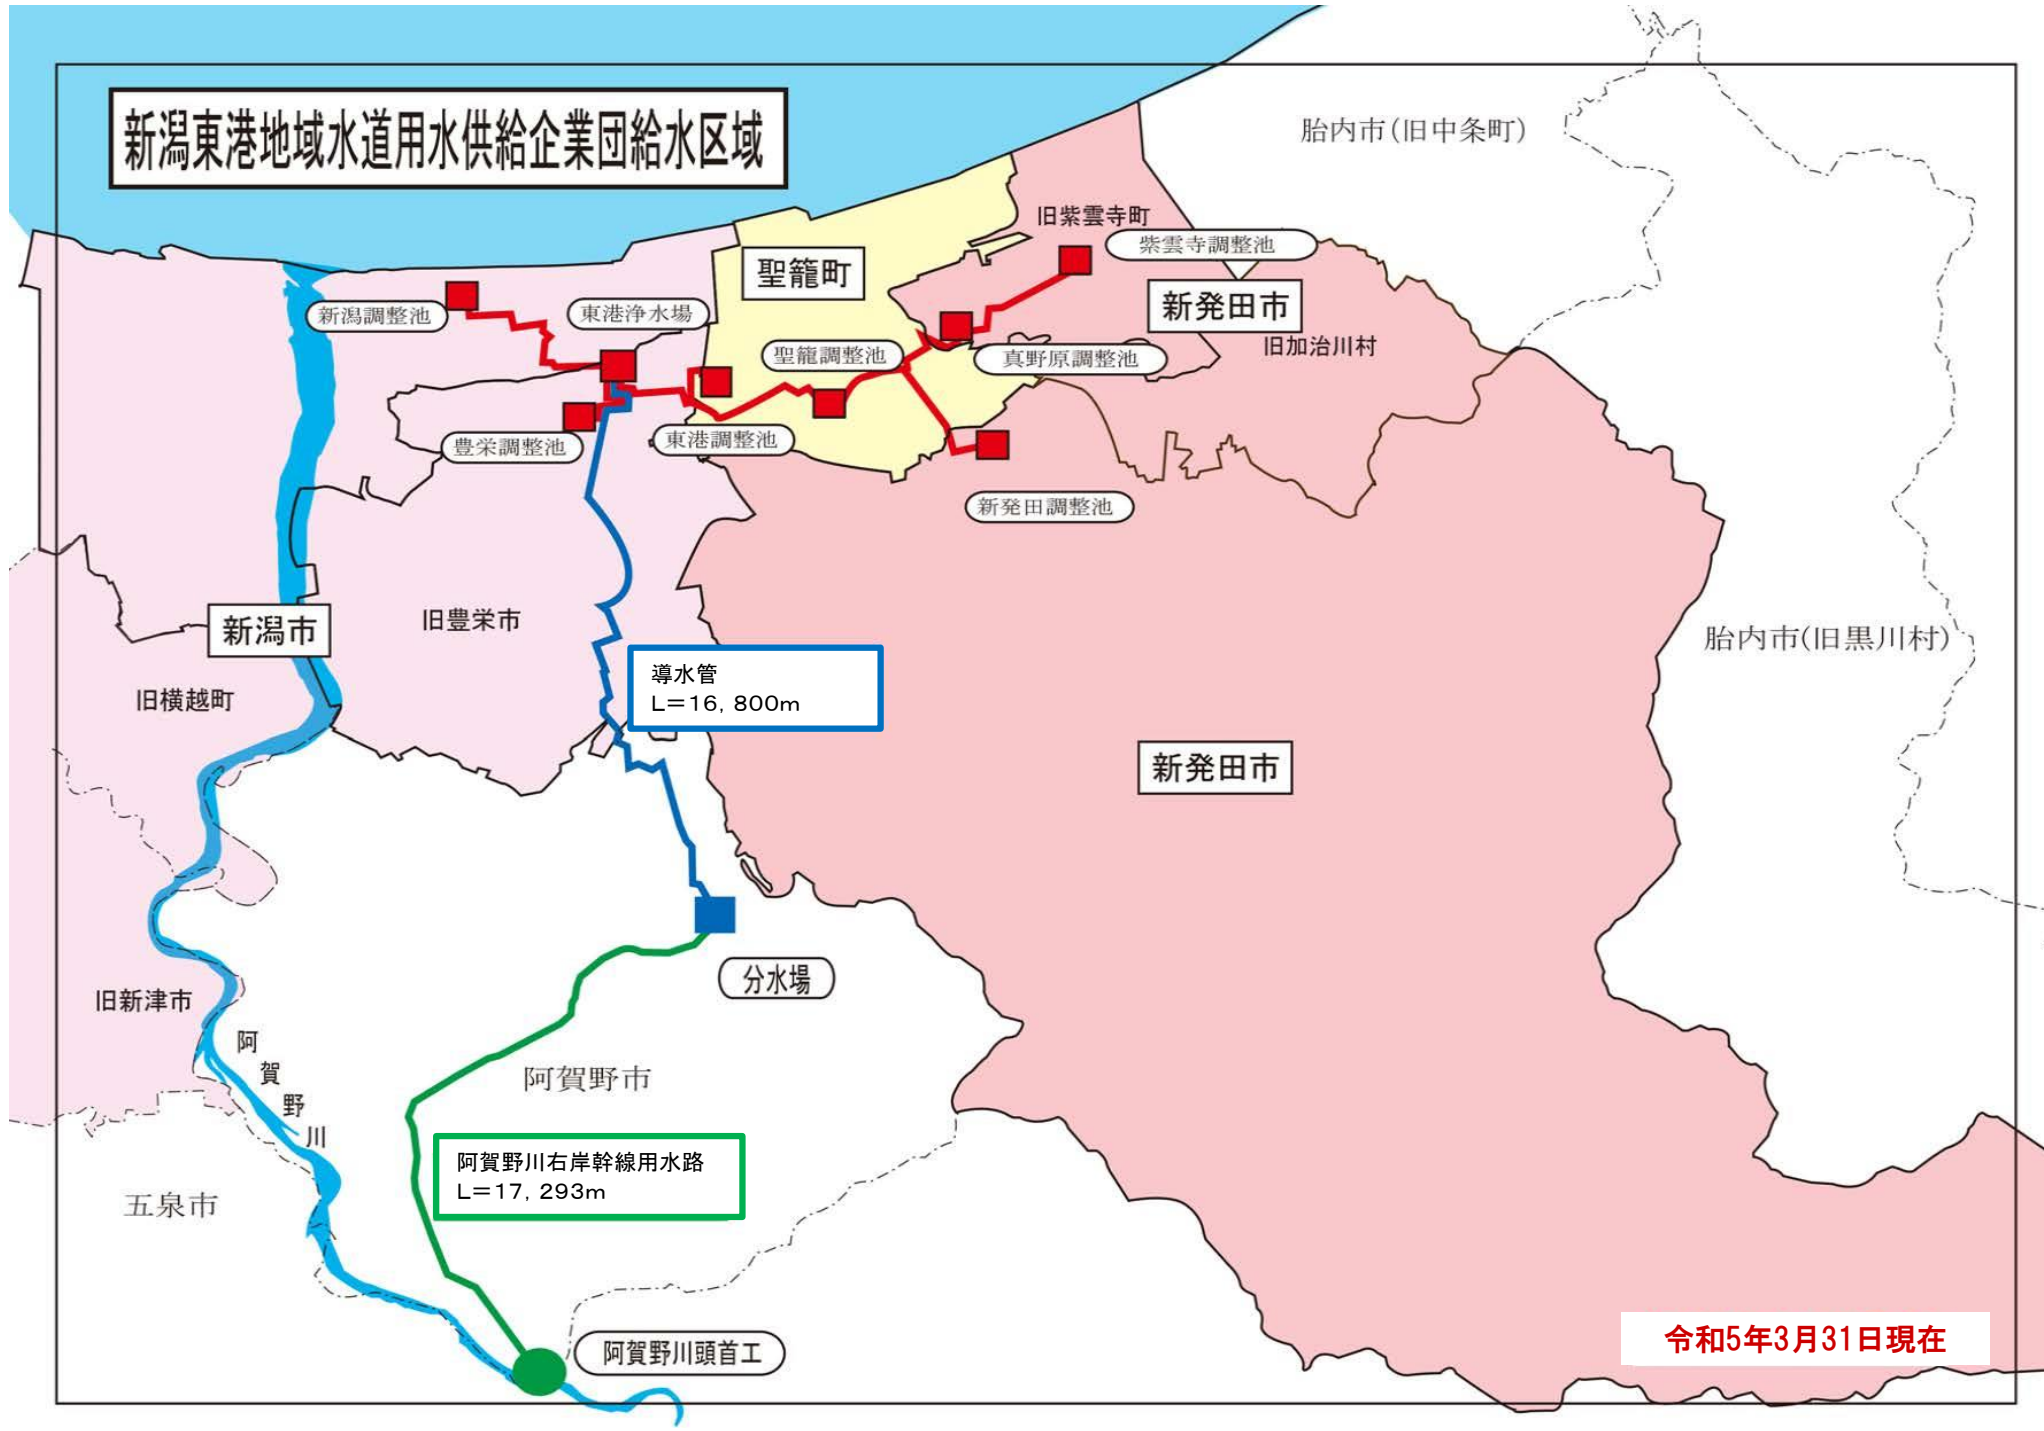 新潟東港地域水道用水供給企業団給水区域
胎内市(旧中条町)
旧紫雲寺町
紫雲寺調整池
聖籠町
新発田市
新潟調整池
東港浄水場
聖籠調整池
真野原調整池
旧加治川村
豊栄調整池
東港調整池
新発田調整池
新潟市
旧豊栄市
胎内市(旧黒川村)
導水管
L=16,800m
旧横越町
新発田市
分水場
旧新津市
阿賀野川
阿賀野市
阿賀野川右岸幹線用水路
L=17,293m
五泉市
阿賀野川頭首工
令和5年3月31日現在